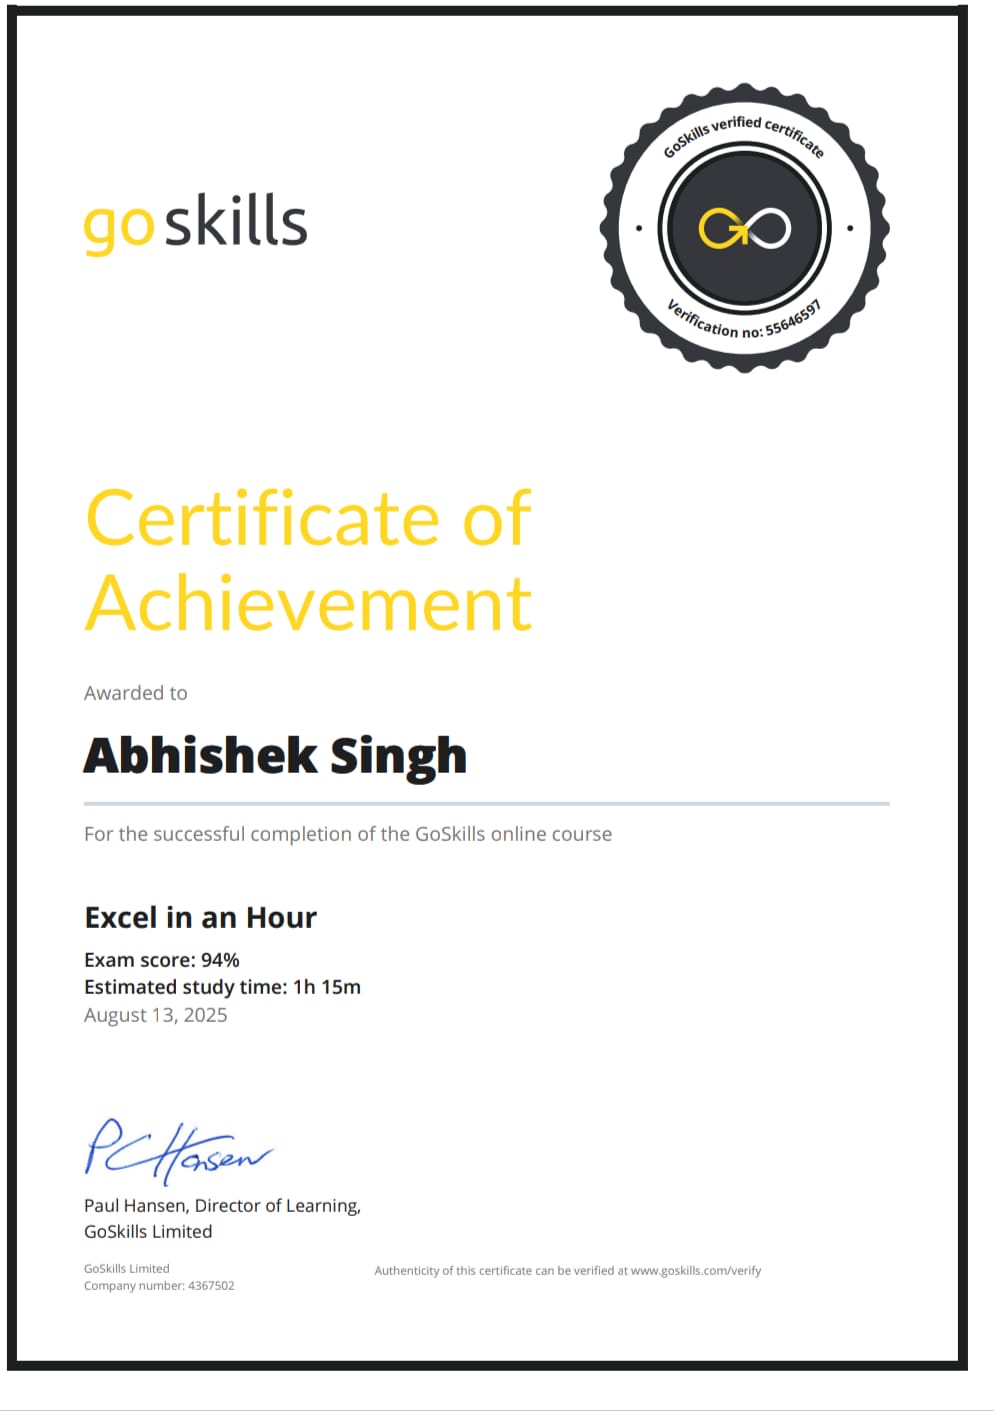 go skills
GoSkills verified certificate
Verification no: 55646597
Certificate of
Achievement
Awarded to
Abhishek Singh
For the successful completion of the GoSkills online course
Excel in an Hour
Exam score: 94%
Estimated study time: 1h 15m
August 13, 2025
PC Hansen
Paul Hansen, Director of Learning,
GoSkills Limited
GoSkills Limited
Company number: 4367502
Authenticity of this certificate can be verified at www.goskills.com/verify